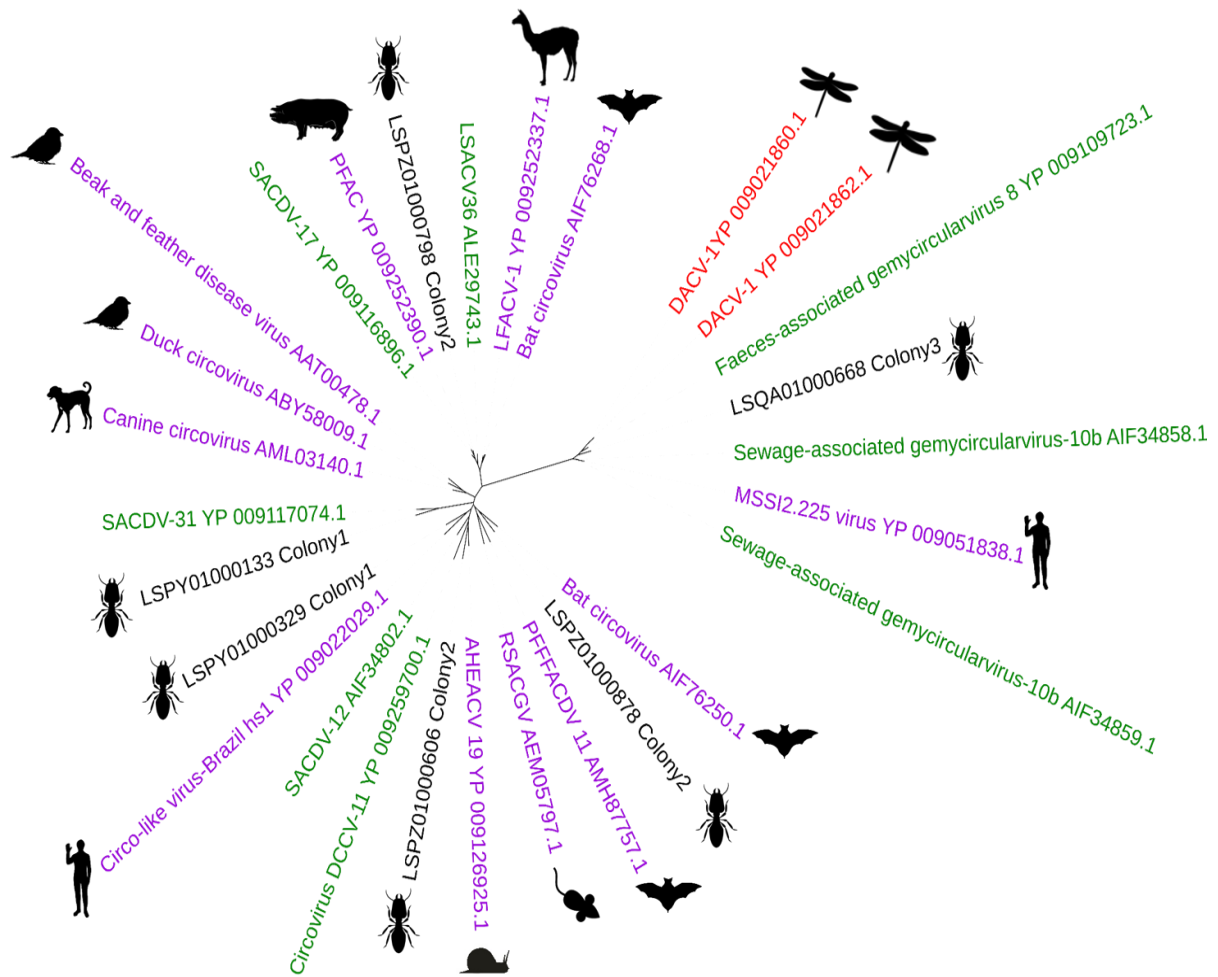 Beak and feather disease virus AAT00478.1
SACDV-17 YP 009116896.1
PFAC YP 009252390.1
LSPZ01000798 Colony2
LSACV36 ALE29743.1
LFACV-1 YP 009252337.1
Bat circovirus AIF76268.1
DACV-1YP 009021860.1
DACV-1 YP 009021862.1
Faeces-associated gemycircularvirus 8 YP 009109723.1
LSQA01000668 Colony3
Sewage-associated gemycircularvirus-10b AIF34858.1
MSSI2.225 virus YP 009051838.1
Sewage-associated gemycircularvirus-10b AIF34859.1
Bat circovirus AIF76250.1
LSPZ01000878 Colony2
PFFFACDV 11 AMH87757.1
RSACGV AEM05797.1
AHEACV 19 YP 009126925.1
LSPZ01000606 Colony2
Circovirus DCCV-11 YP 009259700.1
SACDV-12 AIF34802.1
Circo-like virus-Brazil hs1 YP 009022029.1
LSPY01000329 Colony1
LSPY01000133 Colony1
SACDV-31 YP 009117074.1
Canine circovirus AML03140.1
Duck circovirus ABY58009.1